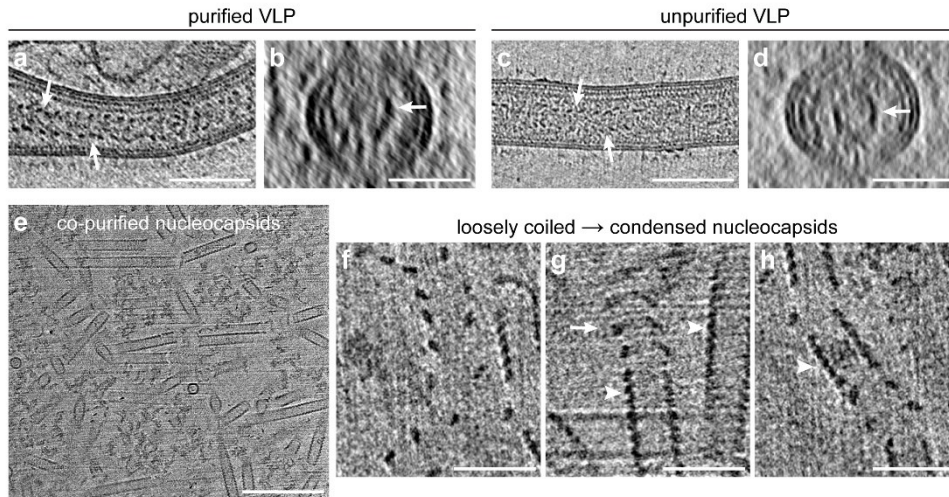 purified VLP
unpurified VLP
a
b
c
d
e
co-purified nucleocapsids
loosely coiled → condensed nucleocapsids
f
g
h